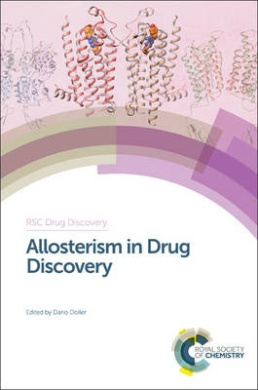 RSC Drug Discovery
Allosterism in Drug
Discovery
Edited by Dario Doller
ROYAL SOCIETY
OF CHEMISTRY